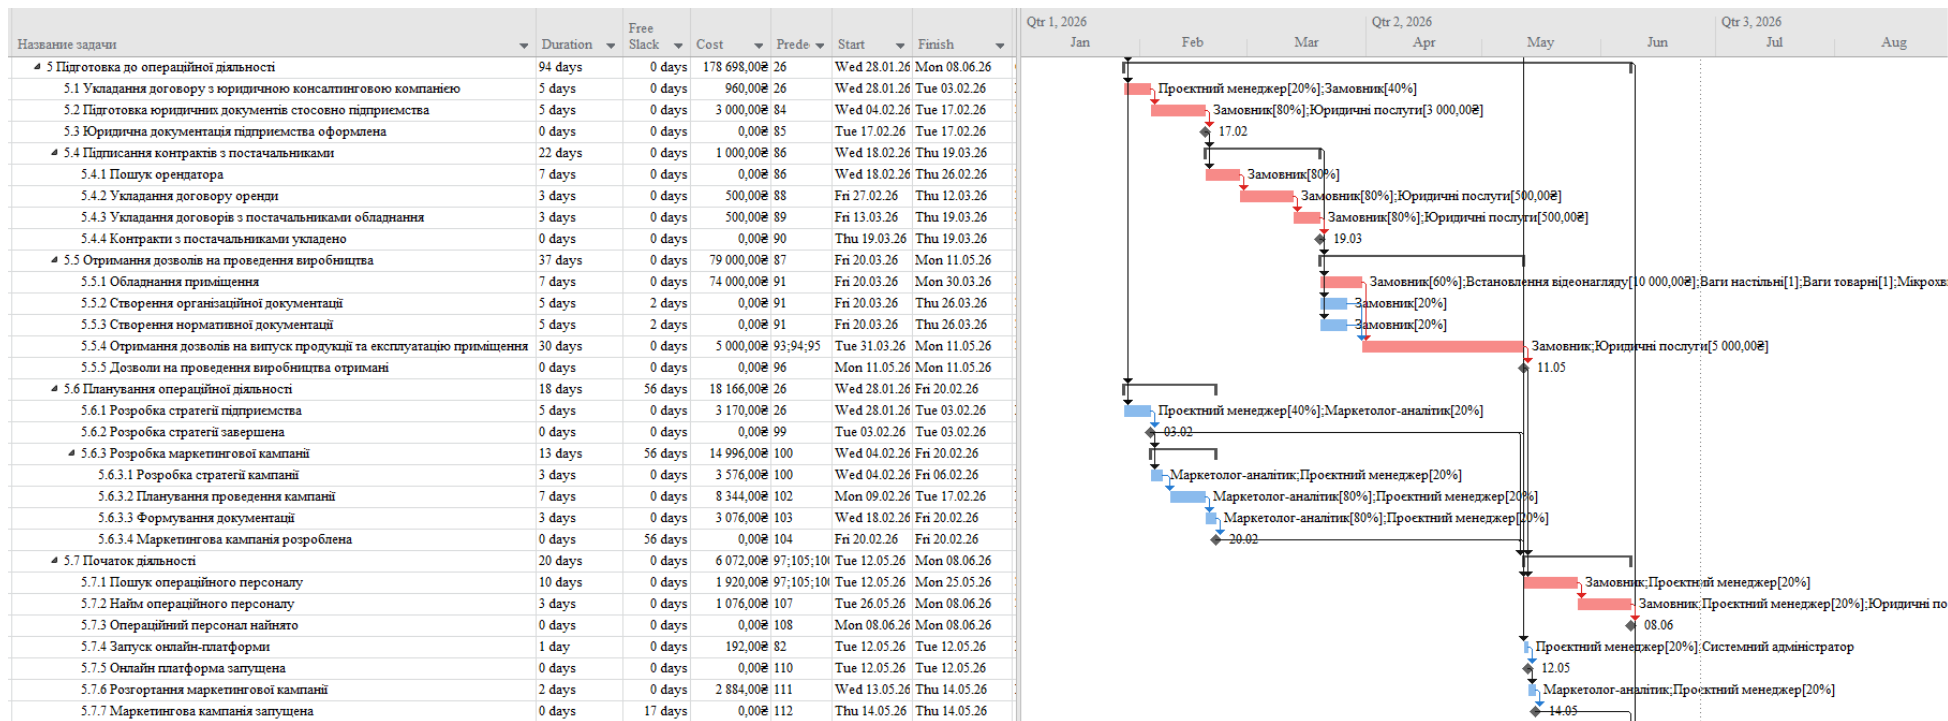 Qtr 1, 2026 Qtr 2, 2026 Qtr 3, 2026
Название задачи Duration Free Slack Cost Prede Start Finish Jan Feb Mar Apr May Jun Jul Aug
5 Підготовка до операційної діяльності 94 days 0 days 178 698,00₴ 26 Wed 28.01.26 Mon 08.06.26
5.1 Укладання договору з юридичною консалтинговою компанією 5 days 0 days 960,00₴ 26 Wed 28.01.26 Tue 03.02.26 Проєктний менеджер[20%];Замовник[40%]
5.2 Підготовка юридичних документів стосовно підприємства 5 days 0 days 3 000,00₴ 84 Wed 04.02.26 Tue 17.02.26 Замовник[80%];Юридичні послуги[3 000,00₴]
5.3 Юридична документація підприємства оформлена 0 days 0 days 0,00₴ 85 Tue 17.02.26 Tue 17.02.26 17.02
5.4 Підписання контрактів з постачальниками 22 days 0 days 1 000,00₴ 86 Wed 18.02.26 Thu 19.03.26
5.4.1 Пошук орендатора 7 days 0 days 0,00₴ 86 Wed 18.02.26 Thu 26.02.26 Замовник[80%]
5.4.2 Укладання договору оренди 3 days 0 days 500,00₴ 88 Fri 27.02.26 Thu 12.03.26 Замовник[80%];Юридичні послуги[500,00₴]
5.4.3 Укладання договорів з постачальниками обладнання 3 days 0 days 500,00₴ 89 Fri 13.03.26 Thu 19.03.26 Замовник[80%];Юридичні послуги[500,00₴]
5.4.4 Контракти з постачальниками укладено 0 days 0 days 0,00₴ 90 Thu 19.03.26 Thu 19.03.26 19.03
5.5 Отримання дозволів на проведення виробництва 37 days 0 days 79 000,00₴ 87 Fri 20.03.26 Mon 11.05.26
5.5.1 Обладнання приміщення 7 days 0 days 74 000,00₴ 91 Fri 20.03.26 Mon 30.03.26 Замовник[60%];Встановлення відеонагляду[10 000,00₴];Ваги настільні[1];Ваги товарні[1];Мікрохв
5.5.2 Створення організаційної документації 5 days 2 days 0,00₴ 91 Fri 20.03.26 Thu 26.03.26 Замовник[20%]
5.5.3 Створення нормативної документації 5 days 2 days 0,00₴ 91 Fri 20.03.26 Thu 26.03.26 Замовник[20%]
5.5.4 Отримання дозволів на випуск продукції та експлуатацію приміщення 30 days 0 days 5 000,00₴ 93;94;95 Tue 31.03.26 Mon 11.05.26 Замовник;Юридичні послуги[5 000,00₴]
5.5.5 Дозволи на проведення виробництва отримані 0 days 0 days 0,00₴ 96 Mon 11.05.26 Mon 11.05.26 11.05
5.6 Планування операційної діяльності 18 days 56 days 18 166,00₴ 26 Wed 28.01.26 Fri 20.02.26
5.6.1 Розробка стратегії підприємства 5 days 0 days 3 170,00₴ 26 Wed 28.01.26 Tue 03.02.26 Проєктний менеджер[40%];Маркетолог-аналітик[20%]
5.6.2 Розробка стратегії завершена 0 days 0 days 0,00₴ 99 Tue 03.02.26 Tue 03.02.26 03.02
5.6.3 Розробка маркетингової кампанії 13 days 56 days 14 996,00₴ 100 Wed 04.02.26 Fri 20.02.26
5.6.3.1 Розробка стратегії кампанії 3 days 0 days 3 576,00₴ 100 Wed 04.02.26 Fri 06.02.26 Маркетолог-аналітик;Проєктний менеджер[20%]
5.6.3.2 Планування проведення кампанії 7 days 0 days 8 344,00₴ 102 Mon 09.02.26 Tue 17.02.26 Маркетолог-аналітик[80%];Проєктний менеджер[20%]
5.6.3.3 Формування документації 3 days 0 days 3 076,00₴ 103 Wed 18.02.26 Fri 20.02.26 Маркетолог-аналітик[80%];Проєктний менеджер[20%]
5.6.3.4 Маркетингова кампанія розроблена 0 days 56 days 0,00₴ 104 Fri 20.02.26 Fri 20.02.26 20.02
5.7 Початок діяльності 20 days 0 days 6 072,00₴ 97;105;10 Tue 12.05.26 Mon 08.06.26
5.7.1 Пошук операційного персоналу 10 days 0 days 1 920,00₴ 97;105;10 Tue 12.05.26 Mon 25.05.26 Замовник;Проєктний менеджер[20%]
5.7.2 Найм операційного персоналу 3 days 0 days 1 076,00₴ 107 Tue 26.05.26 Mon 08.06.26 Замовник;Проєктний менеджер[20%];Юридичні по
5.7.3 Операційний персонал найнято 0 days 0 days 0,00₴ 108 Mon 08.06.26 Mon 08.06.26 08.06
5.7.4 Запуск онлайн-платформи 1 day 0 days 192,00₴ 82 Tue 12.05.26 Tue 12.05.26 Проєктний менеджер[20%];Системний адміністратор
5.7.5 Онлайн платформа запущена 0 days 0 days 0,00₴ 110 Tue 12.05.26 Tue 12.05.26 12.05
5.7.6 Розгортання маркетингової кампанії 2 days 0 days 2 884,00₴ 111 Wed 13.05.26 Thu 14.05.26 Маркетолог-аналітик;Проєктний менеджер[20%]
5.7.7 Маркетингова кампанія запущена 0 days 17 days 0,00₴ 112 Thu 14.05.26 Thu 14.05.26 14.05